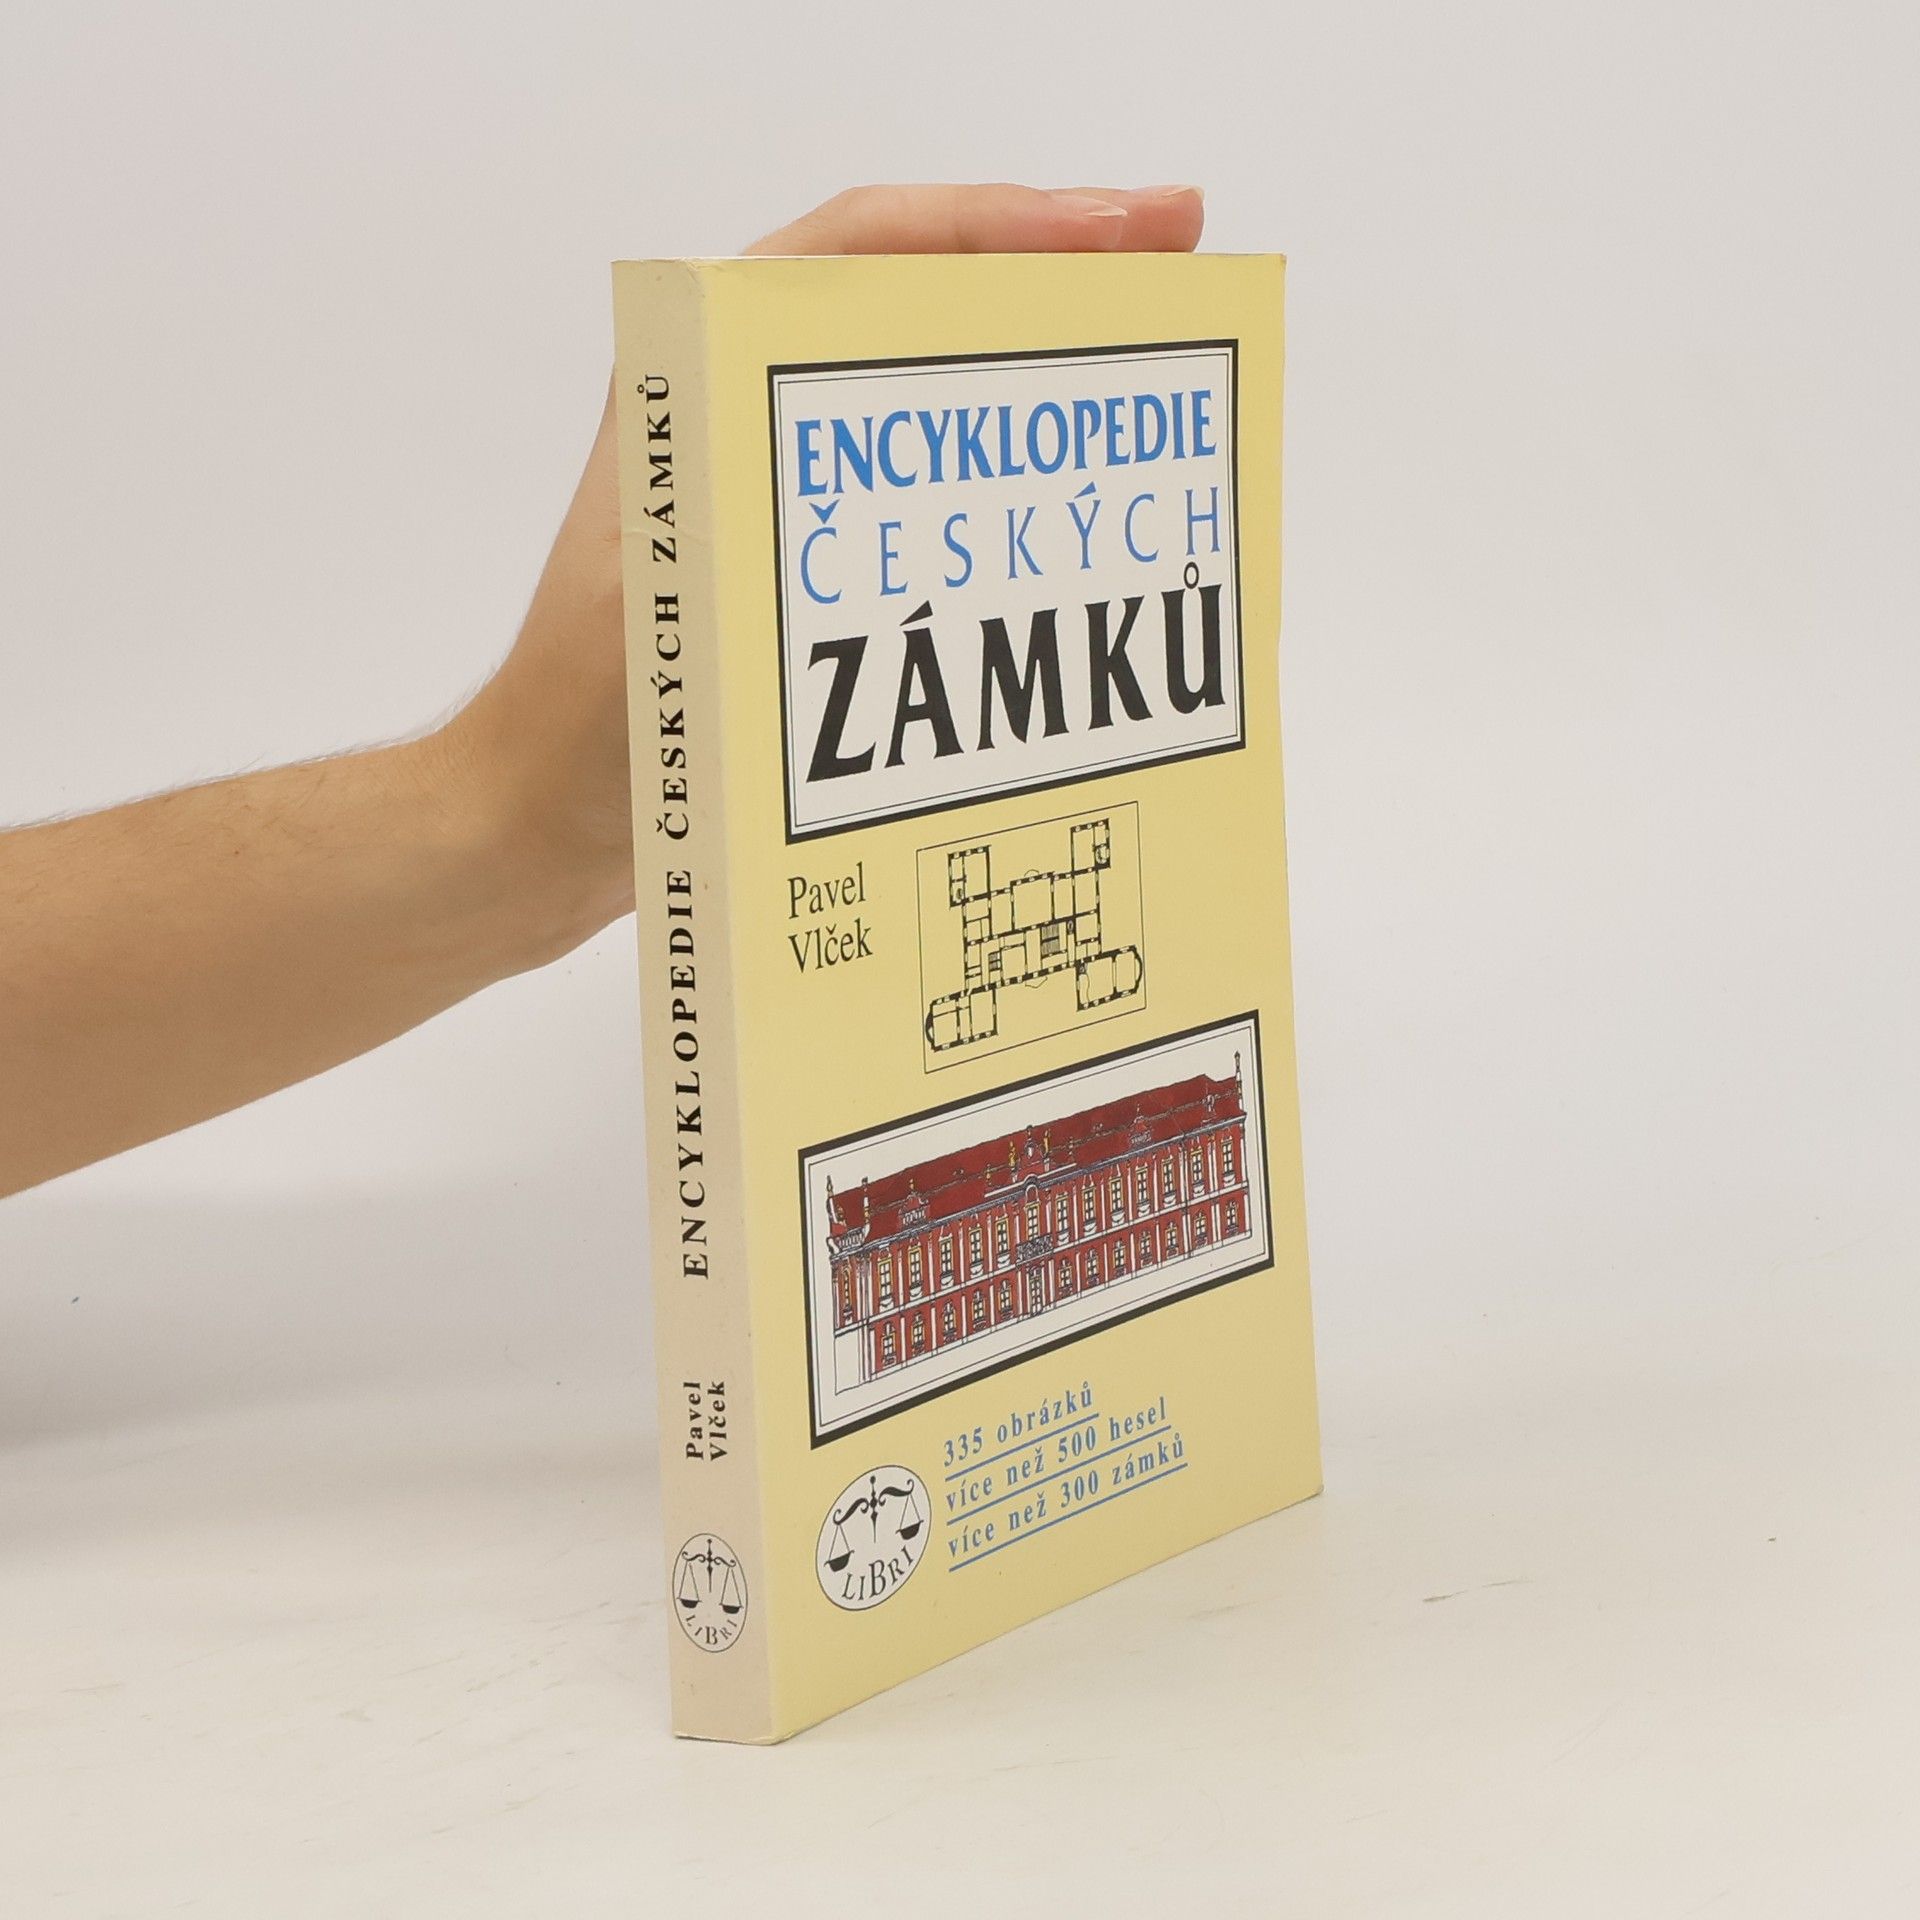 ENCYKLOPEDIE ČESKÝCH ZÁMKŮ
Pavel
Vlček
LIBRI
ENCYKLOPEDIE
ČESKÝCH
ZÁMKŮ
Pavel
Vlček
335 obrázků
více než 500 hesel
více než 300 zámků
LIBRI